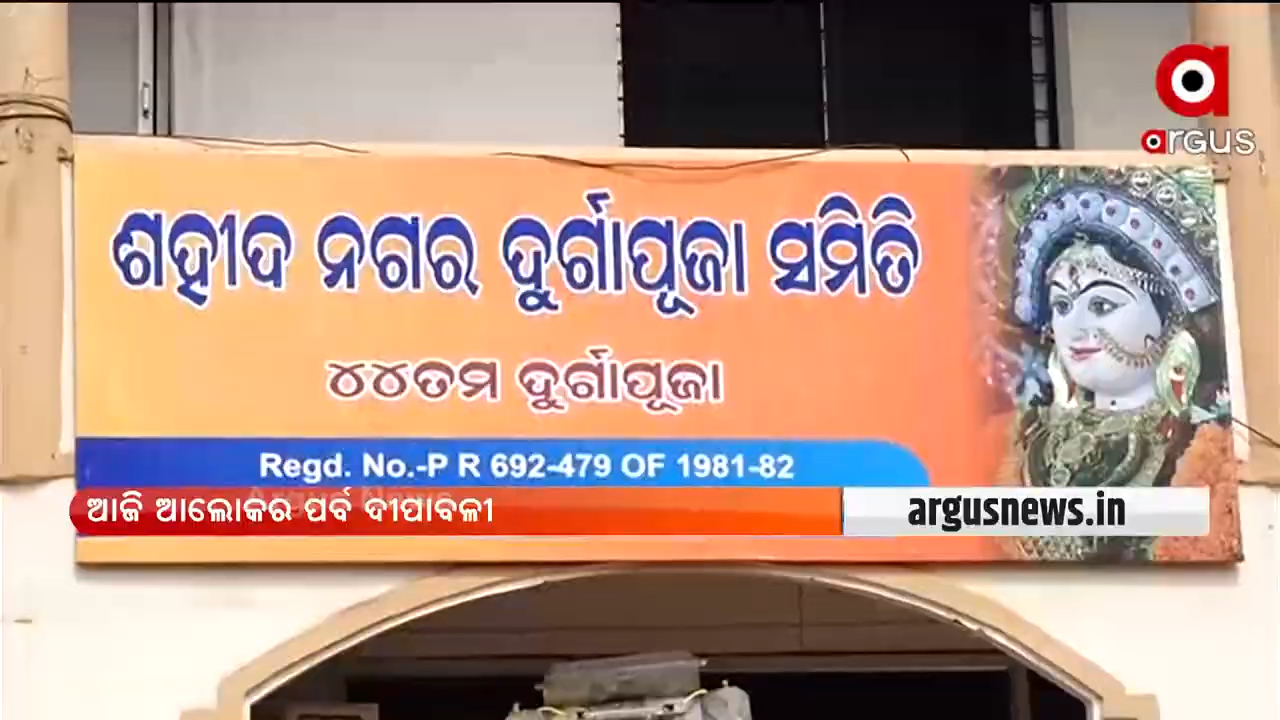 argus
ଶହୀଦ ନଗର ଦୁର୍ଗାପୂଜା ସମିତି
୪୪ତମ ଦୁର୍ଗାପୂଜା
Regd. No.-P R 692-479 OF 1981-82
ଆଜି ଆଲୋକର ପର୍ବ ଦୀପାବଳୀ
argusnews.in